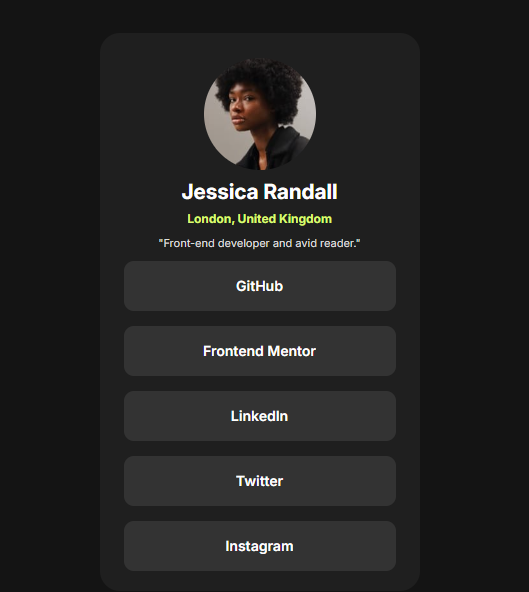 Jessica Randall
London, United Kingdom
"Front-end developer and avid reader."
GitHub
Frontend Mentor
LinkedIn
Twitter
Instagram